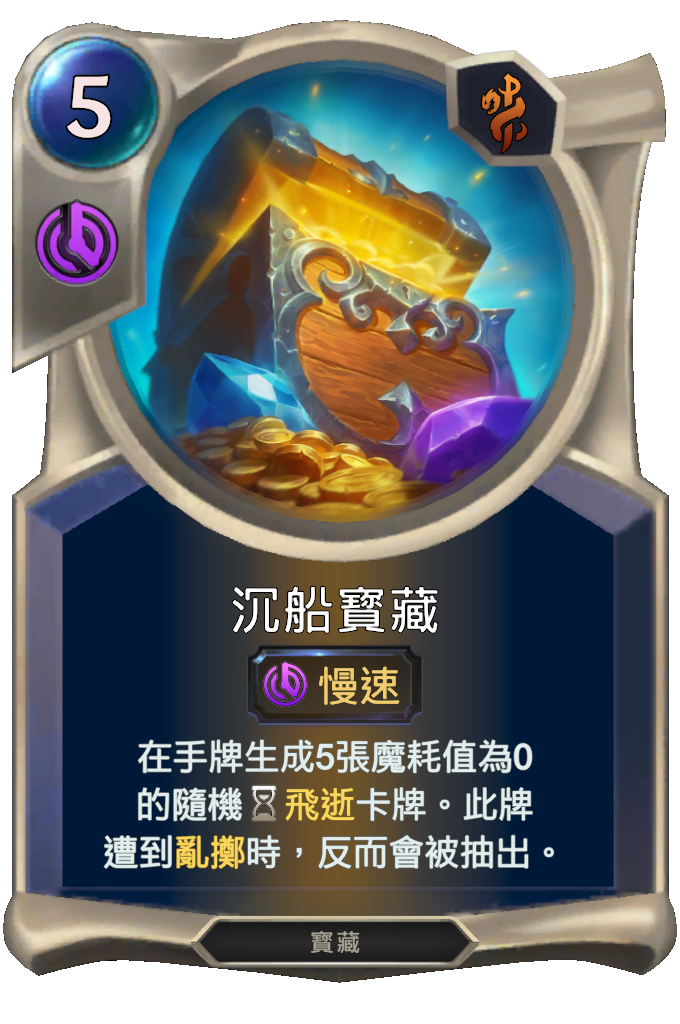 5
沉船寶藏
慢速
在手牌生成5張魔耗值為0
的隨機飛逝卡牌。此牌
遭到亂擲時，反而會被抽出。
寶藏